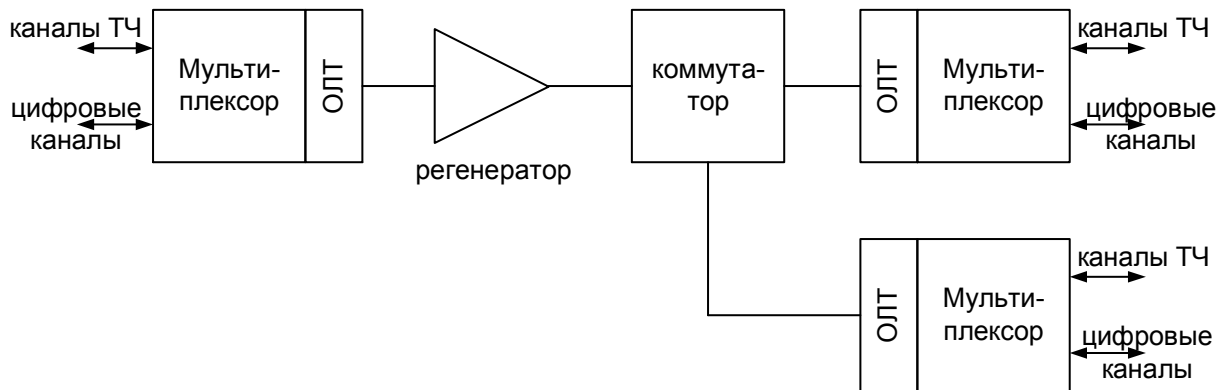 каналы ТЧ
цифровые
каналы
Мульти-
плексор
ОЛТ
регенератор
коммута-
тор
ОЛТ
Мульти-
плексор
каналы ТЧ
цифровые
каналы
ОЛТ
Мульти-
плексор
каналы ТЧ
цифровые
каналы